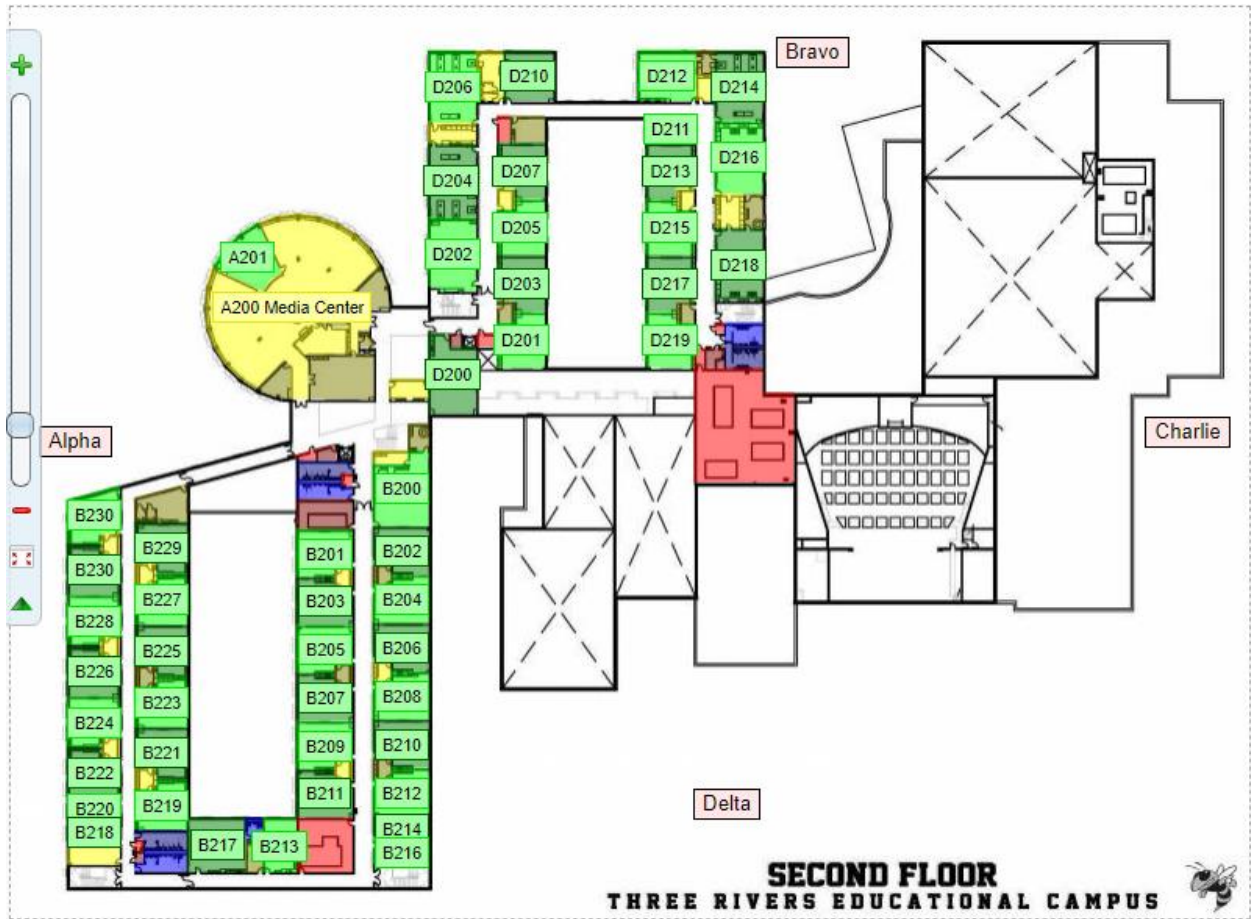 Bravo
D206
D210
D212
D214
D211
D216
D207
D213
D204
D205
D215
A201
D202
D218
D203
D217
A200 Media Center
D201
D219
D200
Alpha
Charlie
B200
B230
B229
B201
B202
B230
B227
B203
B204
B228
B225
B205
B206
B226
B223
B207
B208
B224
B221
B209
B210
B222
B219
B211
B212
B220
B218
B217
B213
B214
B216
Delta
SECOND FLOOR
THREE RIVERS EDUCATIONAL CAMPUS